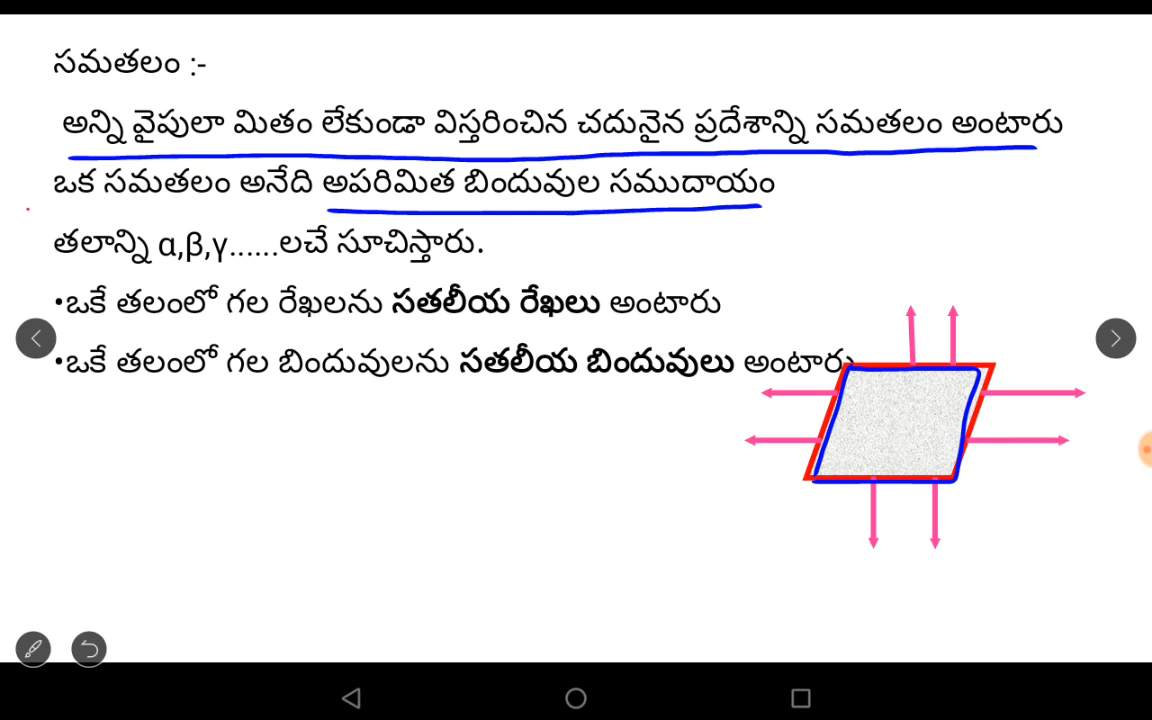 సమతలం :-
అన్ని వైపులా మితం లేకుండా విస్తరించిన చదునైన ప్రదేశాన్ని సమతలం అంటారు
ఒక సమతలం అనేది అపరిమిత బిందువుల సముదాయం
తలాన్ని α,β,γ......లచే సూచిస్తారు.
•ఒకే తలంలో గల రేఖలను సతలీయ రేఖలు అంటారు
•ఒకే తలంలో గల బిందువులను సతలీయ బిందువులు అంటారు